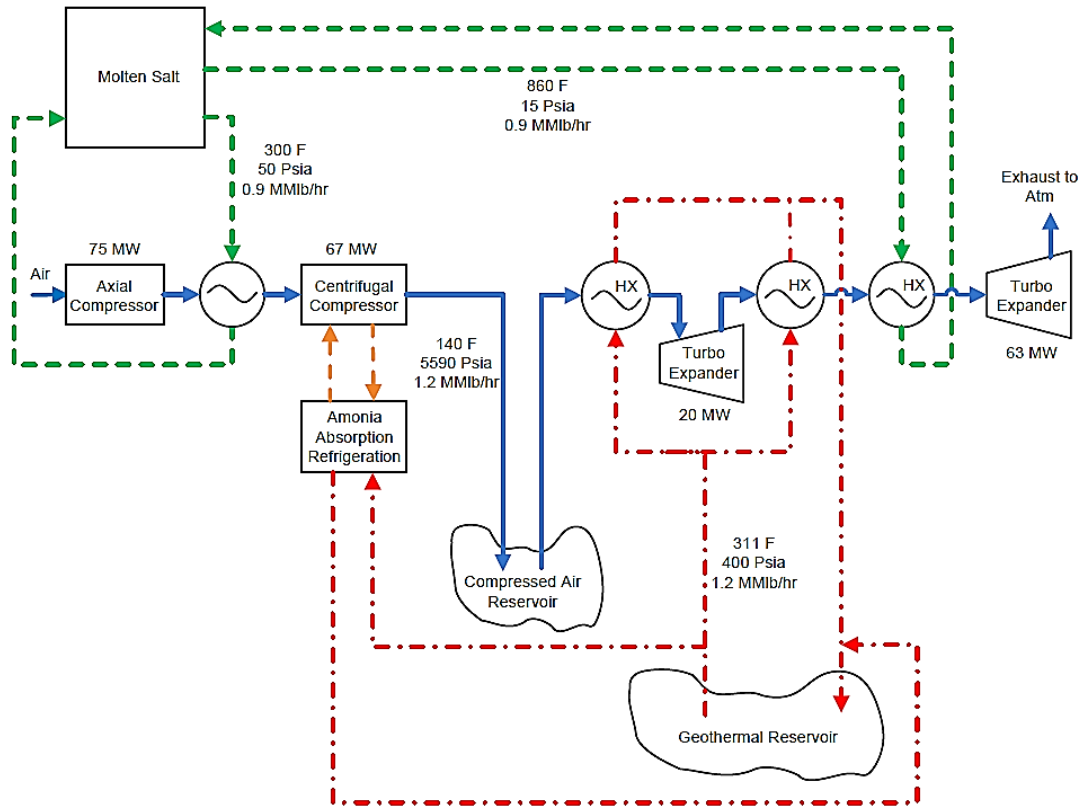 Molten Salt
860 F
15 Psia
0.9 MMlb/hr
300 F
50 Psia
0.9 MMlb/hr
Exhaust to
Atm
75 MW
67 MW
Air
Axial
Compressor
Centrifugal
Compressor
HX
HX
HX
Turbo
Expander
Turbo
Expander
63 MW
20 MW
140 F
5590 Psia
1.2 MMlb/hr
Amonia
Absorption
Refrigeration
311 F
400 Psia
1.2 MMlb/hr
Compressed Air
Reservoir
Geothermal Reservoir